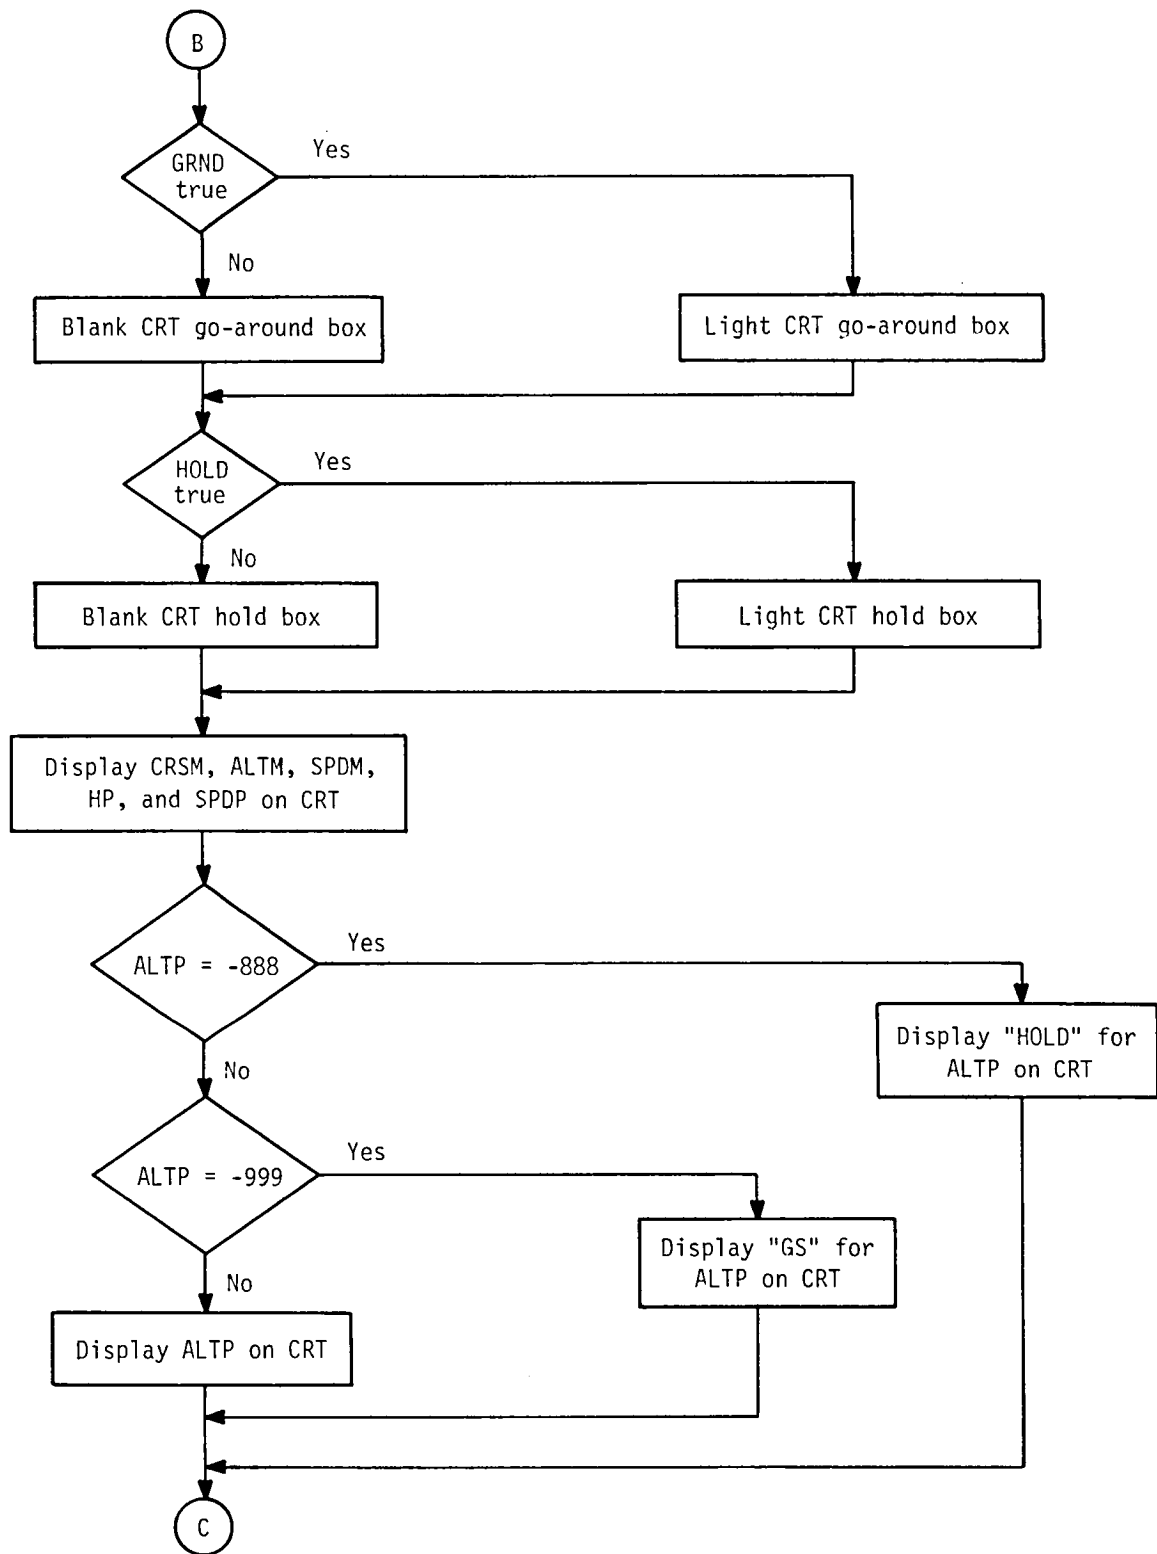 B
GRND
true
Yes
No
Blank CRT go-around box
Light CRT go-around box
HOLD
true
Yes
No
Blank CRT hold box
Light CRT hold box
Display CRSM, ALTM, SPDM,
HP, and SPDP on CRT
ALTP = -888
Yes
Display "HOLD" for
ALTP on CRT
No
ALTP = -999
Yes
Display "GS" for
ALTP on CRT
No
Display ALTP on CRT
C